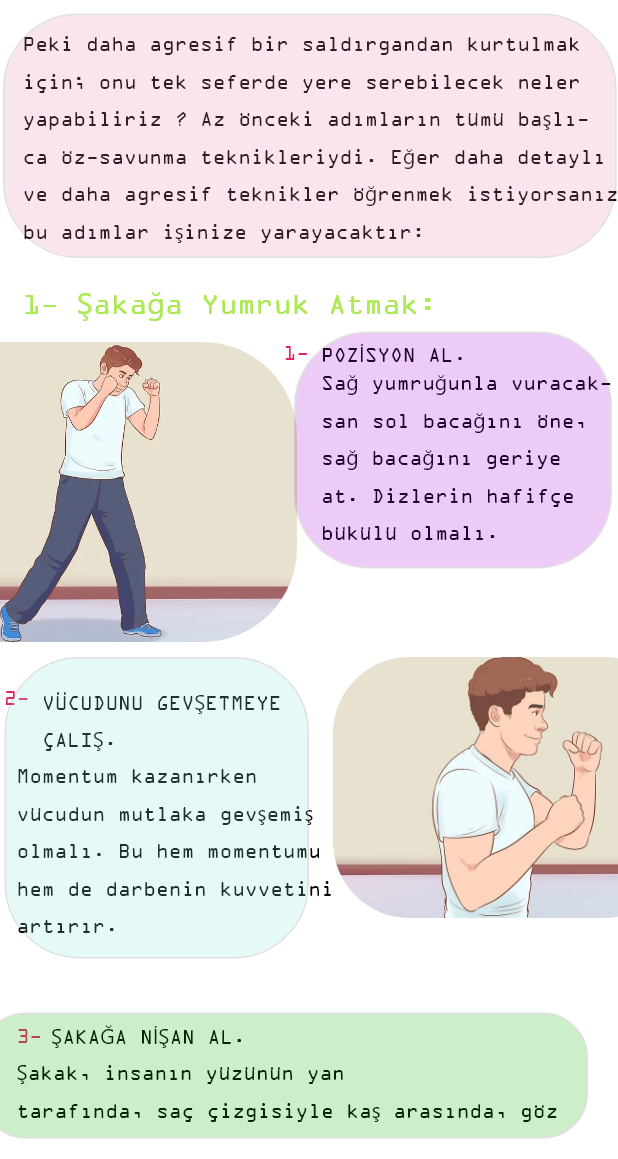 Peki daha agresif bir saldırgandan kurtulmak
için; onu tek seferde yere serebilecek neler
yapabiliriz ? Az önceki adımların tümü başlı-
ca öz-savunma teknikleriydi. Eğer daha detaylı
ve daha agresif teknikler öğrenmek istiyorsanız
bu adımlar işinize yarayacaktır:
1- Şakağa Yumruk Atmak:
1- POZİSYON AL.
Sağ yumruğunla vuracak-
san sol bacağını öne,
sağ bacağını geriye
at. Dizlerin hafifçe
bükülü olmalı.
2- VÜCUDUNU GEVŞETMEYE
ÇALIŞ.
Momentum kazanırken
vücudun mutlaka gevşemiş
olmalı. Bu hem momentumu
hem de darbenin kuvvetini
artırır.
3- ŞAKAĞA NİŞAN AL.
Şakak, insanın yüzünün yan
tarafında, saç çizgisiyle kaş arasında, göz